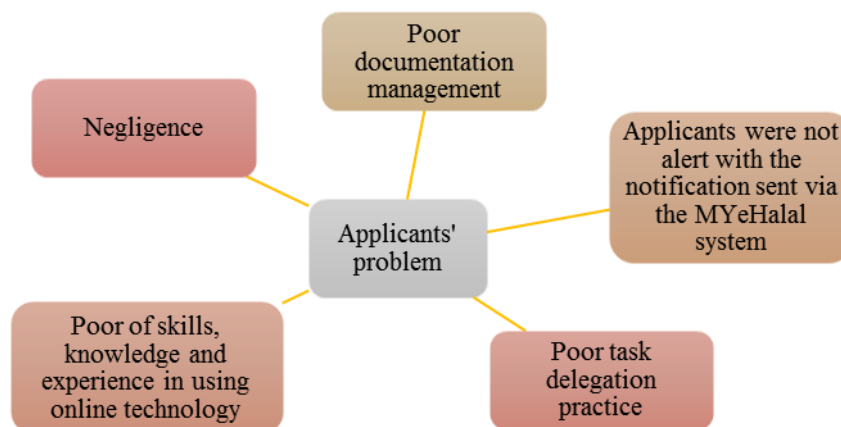 Poor
documentation
management
Negligence
Applicants were not
alert with the
notification sent via
the MYeHalal
system
Applicants'
problem
Poor of skills,
knowledge and
experience in using
online technology
Poor task
delegation
practice